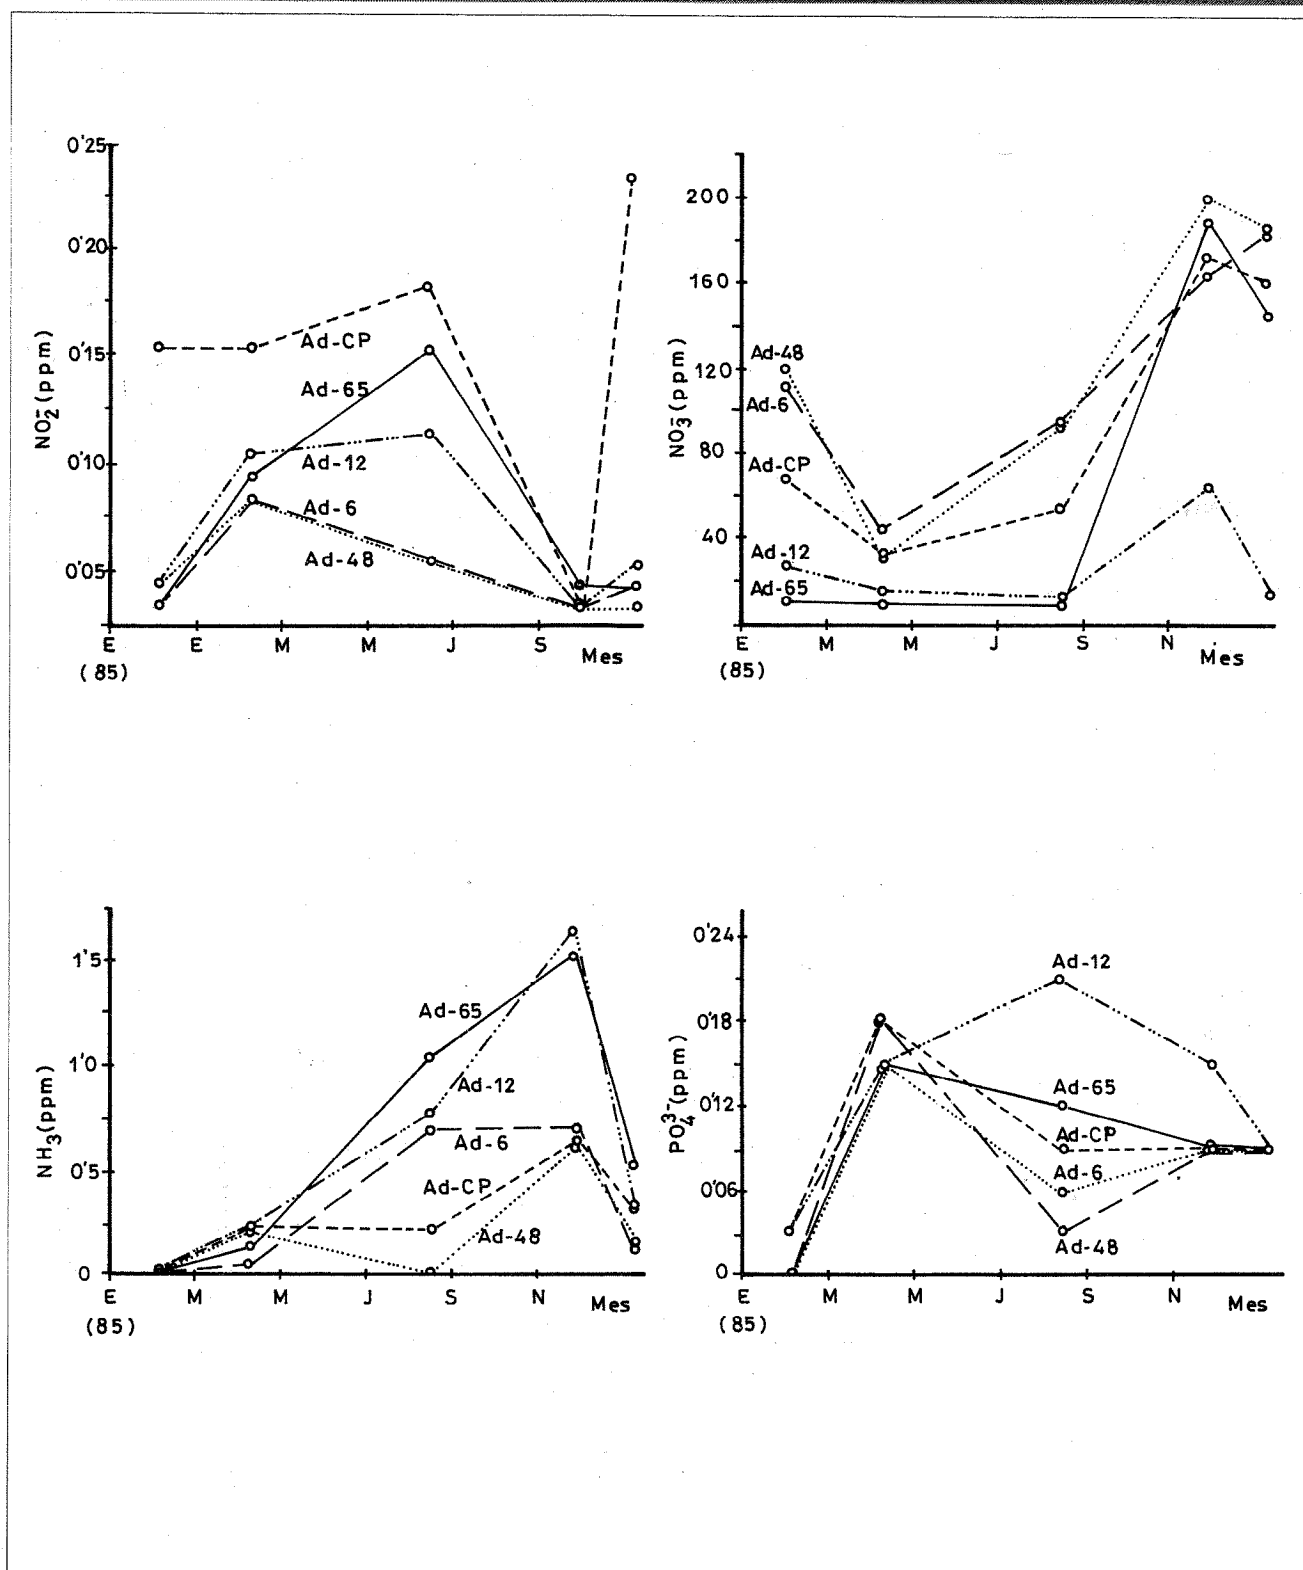 0'25
0'20
0'15
0'10
0'05
NO₂⁻(ppm)
Ad-CP
Ad-65
Ad-12
Ad-6
Ad-48
E E M M J S Mes
(85)
200
160
120
80
40
NO₃⁻(ppm)
Ad-48
Ad-6
Ad-CP
Ad-12
Ad-65
E M M J S N Mes
(85)
1'5
1'0
0'5
0
NH₃(ppm)
Ad-65
Ad-12
Ad-6
Ad-CP
Ad-48
E M M J S N Mes
(85)
0'24
0'18
0'12
0'06
0
PO₄³⁻(ppm)
Ad-12
Ad-65
Ad-CP
Ad-6
Ad-48
E M M J S N Mes
(85)